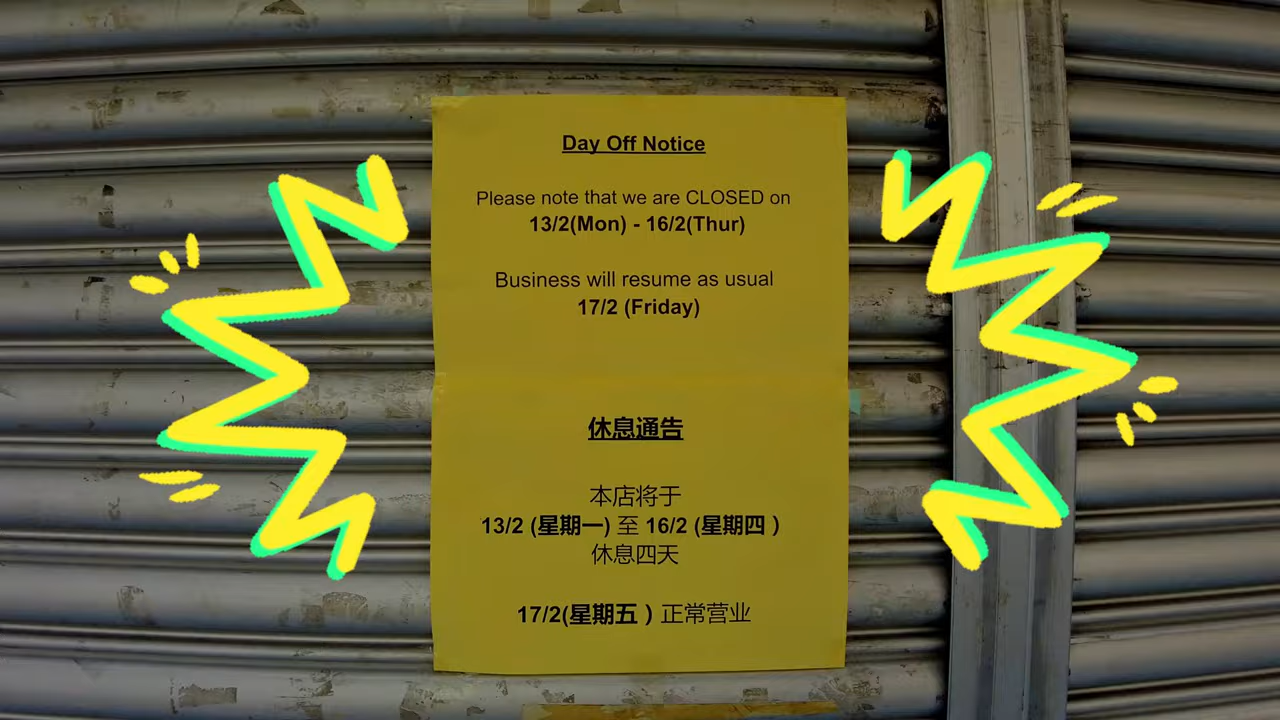 Day Off Notice
Please note that we are CLOSED on
13/2(Mon) - 16/2(Thur)
Business will resume as usual
17/2 (Friday)
休息通告
本店将于
13/2 (星期一) 至 16/2 (星期四 )
休息四天
17/2(星期五 ) 正常营业